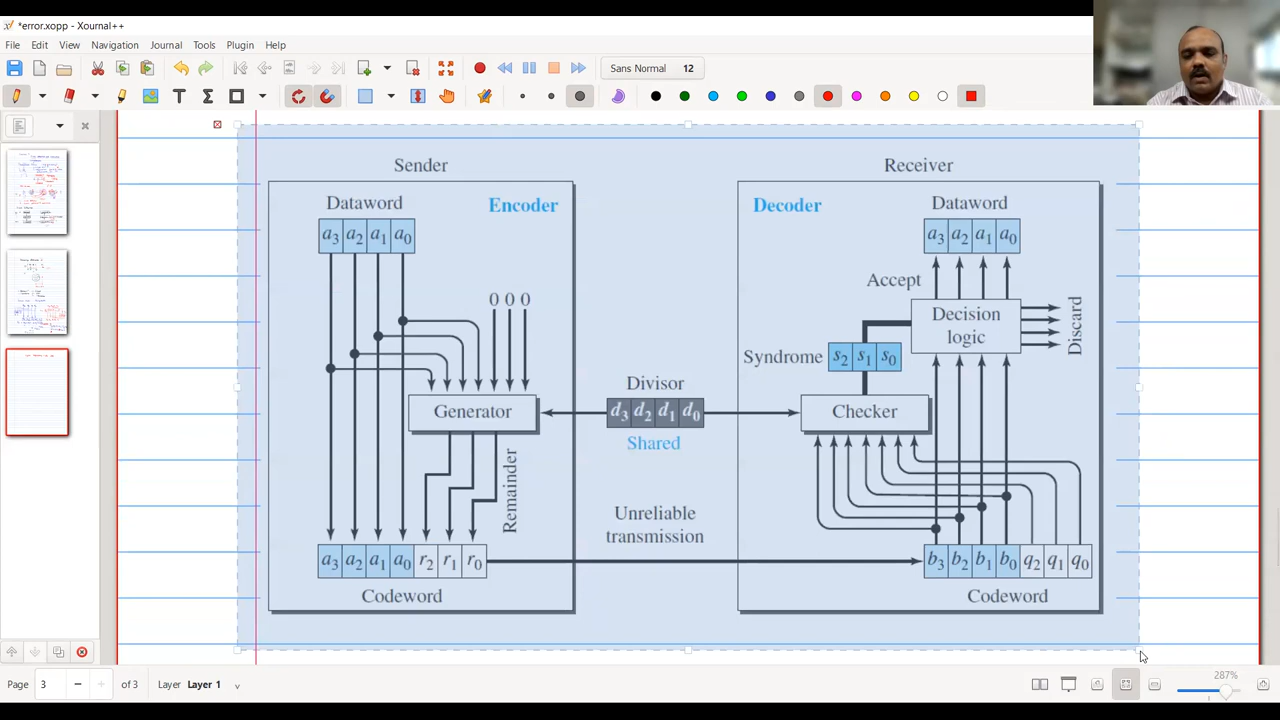 *error.xopp - Xournal++
File Edit View Navigation Journal Tools Plugin Help
Sans Normal 12
Sender
Receiver
Dataword
Encoder
Decoder
Dataword
a3 a2 a1 a0
a3 a2 a1 a0
Accept
0 0 0
Decision
logic
Discard
Syndrome s2 s1 s0
Divisor
Generator
d3 d2 d1 d0
Checker
Shared
Remainder
Unreliable
transmission
a3 a2 a1 a0 r2 r1 r0
b3 b2 b1 b0 q2 q1 q0
Codeword
Codeword
Page 3 of 3 Layer Layer 1
287%